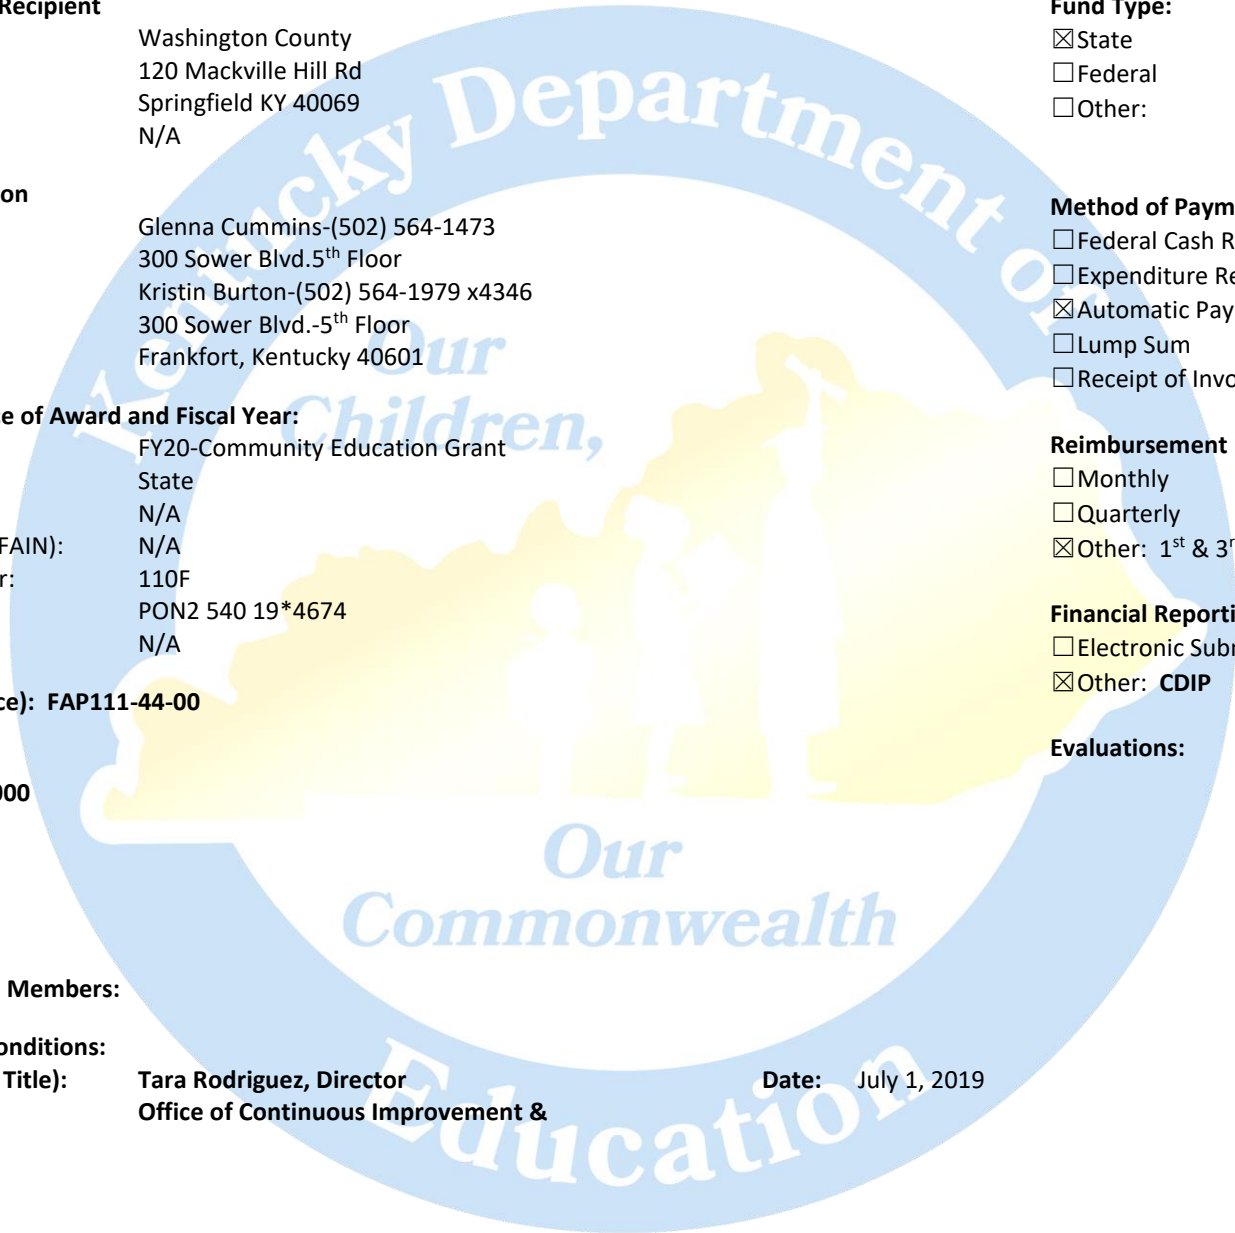 Recipient
Washington County
120 Mackville Hill Rd
Springfield KY 40069
N/A
on
Glenna Cummins-(502) 564-1473
300 Sower Blvd.5th Floor
Kristin Burton-(502) 564-1979 x4346
300 Sower Blvd.-5th Floor
Frankfort, Kentucky 40601
e of Award and Fiscal Year:
FY20-Community Education Grant
State
N/A
FAIN): N/A
r: 110F
PON2 540 19*4674
N/A
ce): FAP111-44-00
000
Members:
onditions:
Title): Tara Rodriguez, Director Date: July 1, 2019
Office of Continuous Improvement &
Fund Type:
☒State
☐Federal
☐Other:
Method of Paym
☐Federal Cash R
☐Expenditure Re
☒Automatic Pay
☐Lump Sum
☐Receipt of Invo
Reimbursement
☐Monthly
☐Quarterly
☒Other: 1st & 3r
Financial Reporti
☐Electronic Subm
☒Other: CDIP
Evaluations:
Kentucky Department of
Education
Our
Children,
Our
Commonwealth